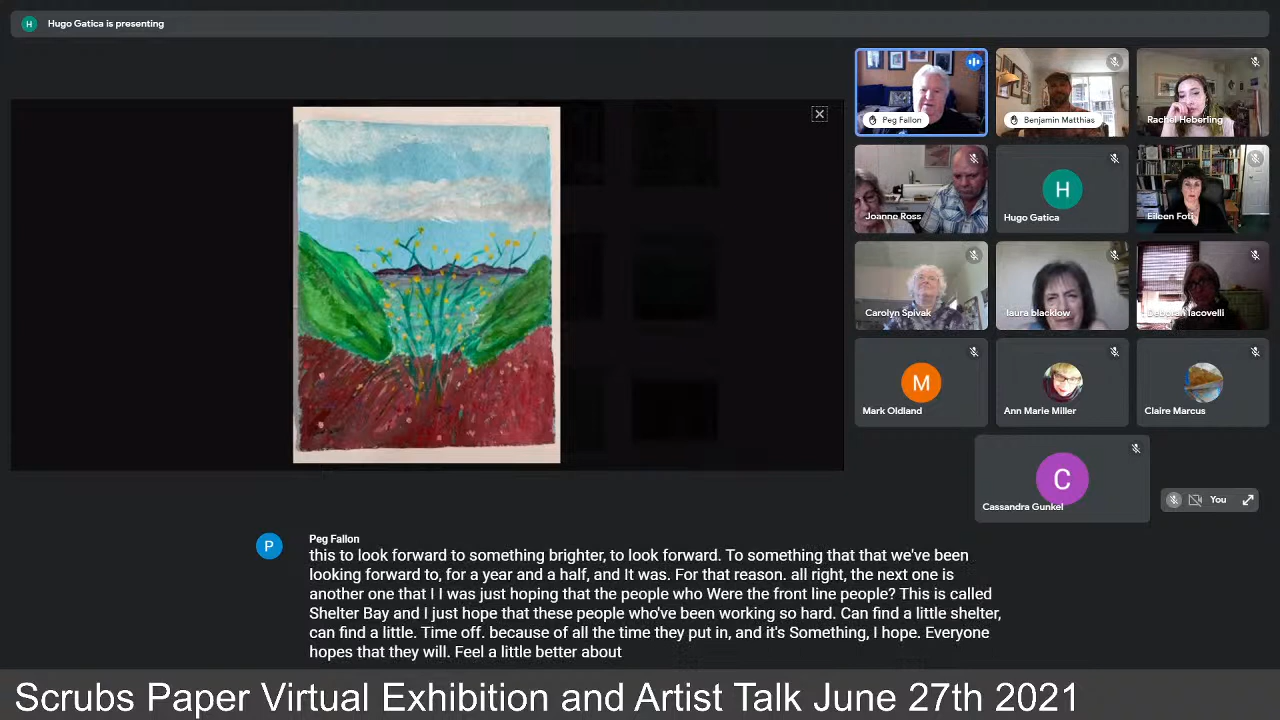 H Hugo Gatica is presenting
Peg Fallon
Benjamin Matthias
Rachel Heberling
Joanne Ross
H
Hugo Gatica
Eileen Foti
Carolyn Spivak
laura blacklow
Deborah Iacovelli
M
Mark Oldland
Ann Marie Miller
Claire Marcus
C
Cassandra Gunkel
You
P Peg Fallon
this to look forward to something brighter, to look forward. To something that that we've been
looking forward to, for a year and a half, and It was. For that reason. all right, the next one is
another one that I I was just hoping that the people who Were the front line people? This is called
Shelter Bay and I just hope that these people who've been working so hard. Can find a little shelter,
can find a little. Time off. because of all the time they put in, and it's Something, I hope. Everyone
hopes that they will. Feel a little better about
Scrubs Paper Virtual Exhibition and Artist Talk June 27th 2021